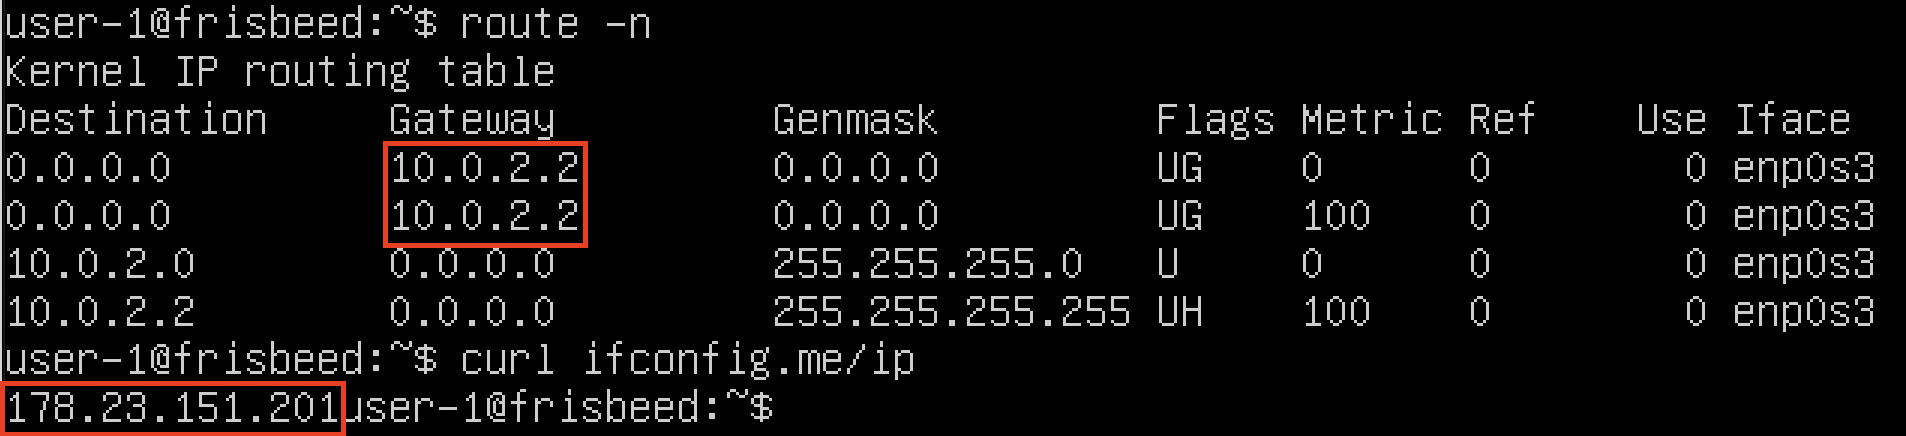 user-1@frisbeed:~$ route -n
Kernel IP routing table
Destination Gateway Genmask Flags Metric Ref Use Iface
0.0.0.0 10.0.2.2 0.0.0.0 UG 0 0 0 enp0s3
0.0.0.0 10.0.2.2 0.0.0.0 UG 100 0 0 enp0s3
10.0.2.0 0.0.0.0 255.255.255.0 U 0 0 0 enp0s3
10.0.2.2 0.0.0.0 255.255.255.255 UH 100 0 0 enp0s3
user-1@frisbeed:~$ curl ifconfig.me/ip
178.23.151.201user-1@frisbeed:~$